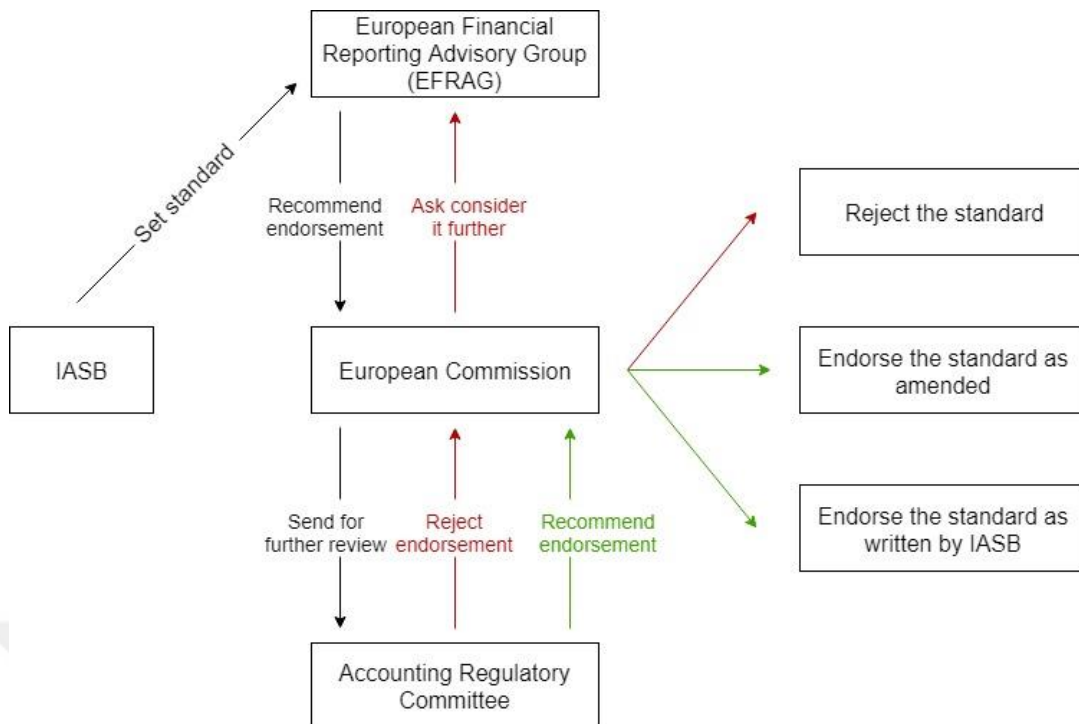 European Financial
Reporting Advisory Group
(EFRAG)
Set standard
Recommend
endorsement
Ask consider
it further
Reject the standard
IASB
European Commission
Endorse the standard as
amended
Send for
further review
Reject
endorsement
Recommend
endorsement
Endorse the standard as
written by IASB
Accounting Regulatory
Committee